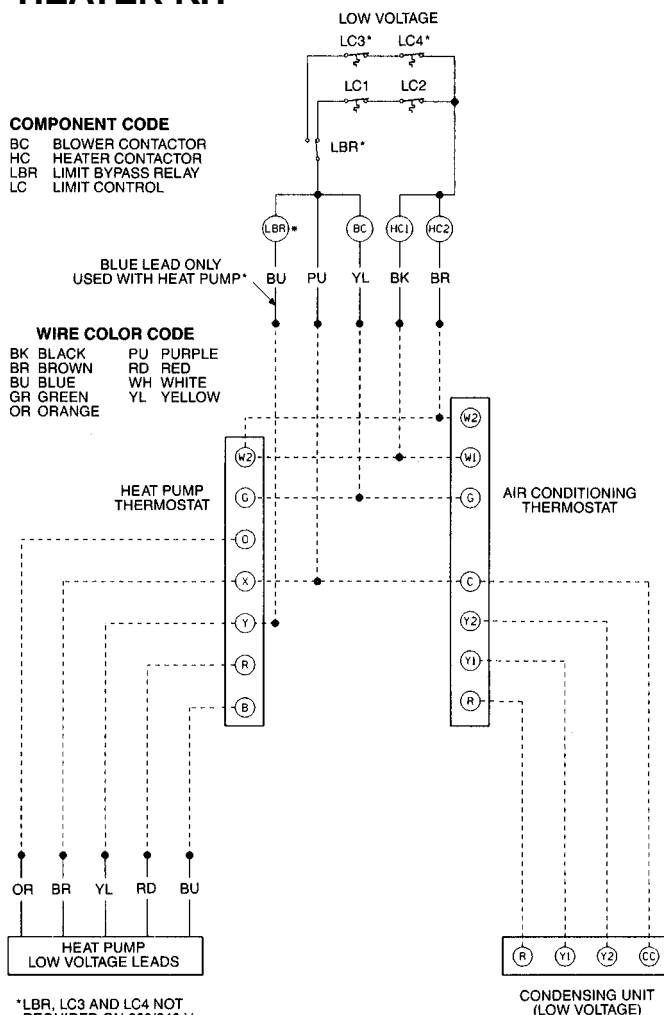 LOW VOLTAGE
LC3* LC4*
LC1 LC2
LBR*
COMPONENT CODE
BC BLOWER CONTACTOR
HC HEATER CONTACTOR
LBR LIMIT BYPASS RELAY
LC LIMIT CONTROL
LBR * BC HC1 HC2
BLUE LEAD ONLY
USED WITH HEAT PUMP*
BU PU YL BK BR
WIRE COLOR CODE
BK BLACK PU PURPLE
BR BROWN RD RED
BU BLUE WH WHITE
GR GREEN YL YELLOW
OR ORANGE
HEAT PUMP
THERMOSTAT
W2
G
O
X
Y
R
B
W2
W1
G
C
Y2
Y1
R
AIR CONDITIONING
THERMOSTAT
OR BR YL RD BU
HEAT PUMP
LOW VOLTAGE LEADS
R Y1 Y2 CC
CONDENSING UNIT
(LOW VOLTAGE)
*LBR, LC3 AND LC4 NOT